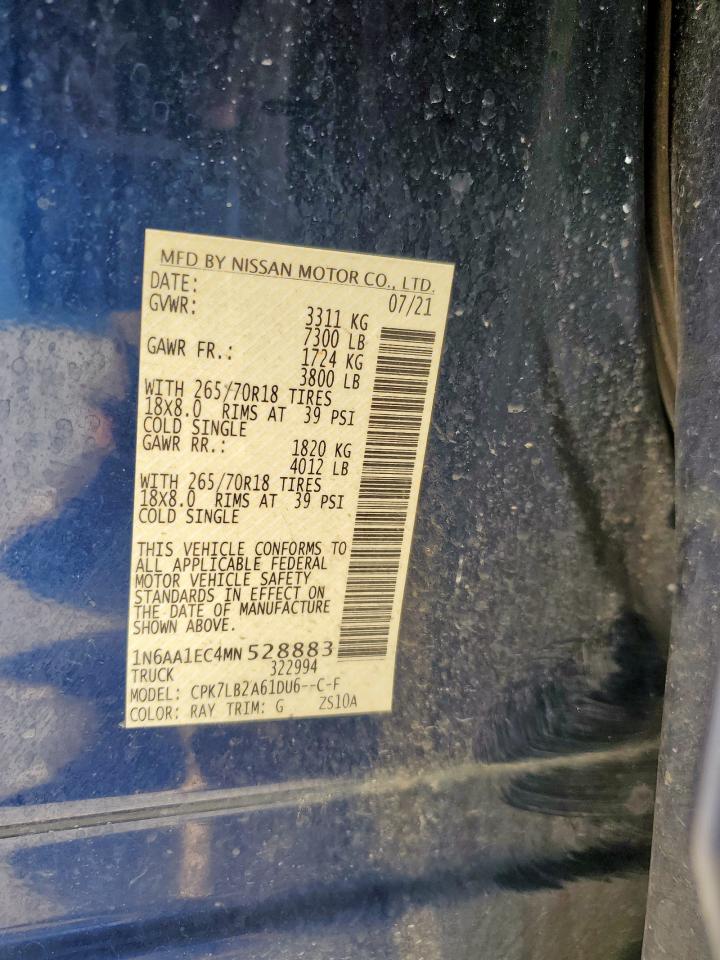 MFD BY NISSAN MOTOR CO., LTD.
DATE: 07/21
GVWR: 3311 KG
7300 LB
GAWR FR.: 1724 KG
3800 LB
WITH 265/70R18 TIRES
18X8.0 RIMS AT 39 PSI
COLD SINGLE
GAWR RR.: 1820 KG
4012 LB
WITH 265/70R18 TIRES
18X8.0 RIMS AT 39 PSI
COLD SINGLE
THIS VEHICLE CONFORMS TO
ALL APPLICABLE FEDERAL
MOTOR VEHICLE SAFETY
STANDARDS IN EFFECT ON
THE DATE OF MANUFACTURE
SHOWN ABOVE.
1N6AA1EC4MN528883
TRUCK 322994
MODEL: CPK7LB2A61DU6--C-F
COLOR: RAY TRIM: G ZS10A